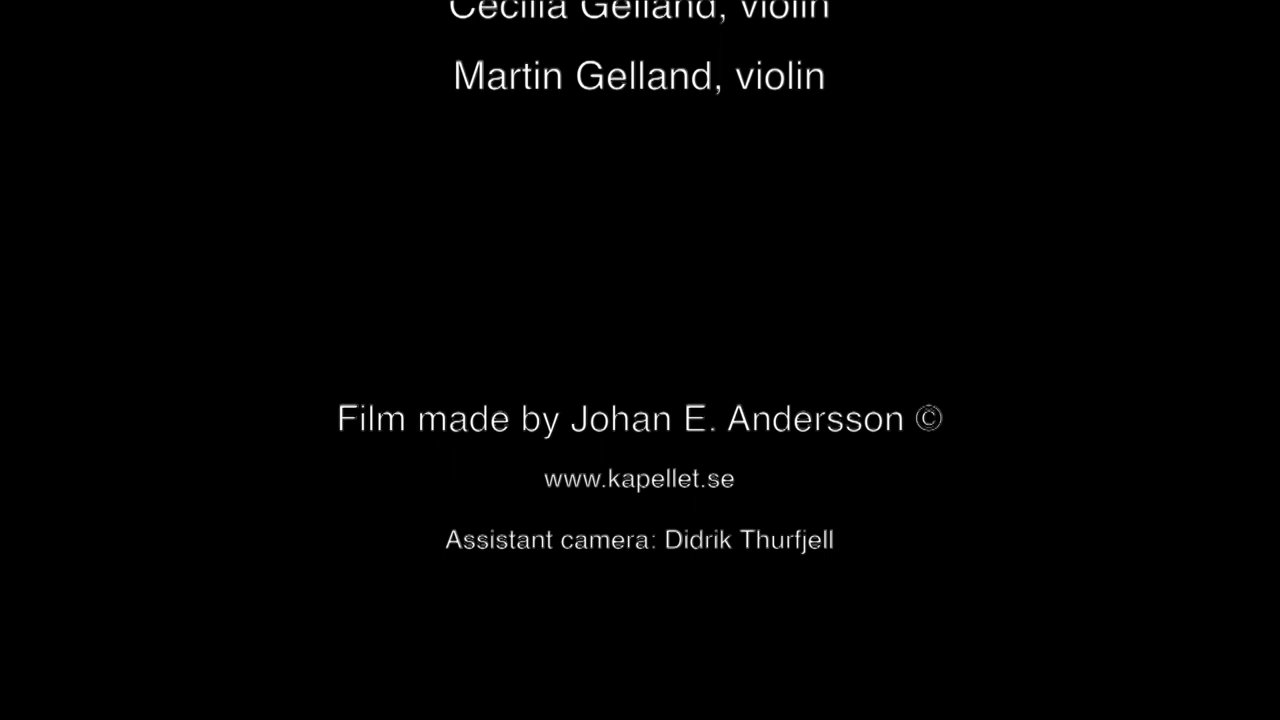 Cecilia Gelland, violin
Martin Gelland, violin
Film made by Johan E. Andersson ©
www.kapellet.se
Assistant camera: Didrik Thurfjell